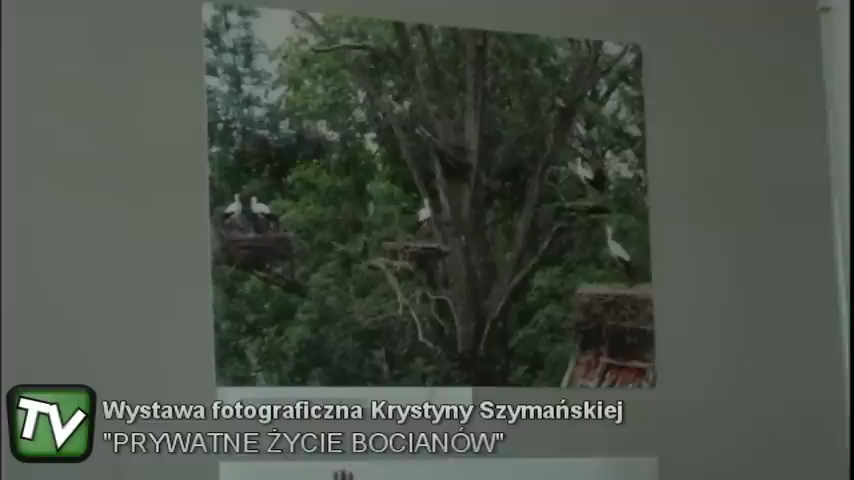 TV
Wystawa fotograficzna Krystyny Szymańskiej
"PRYWATNE ŻYCIE BOCIANÓW"